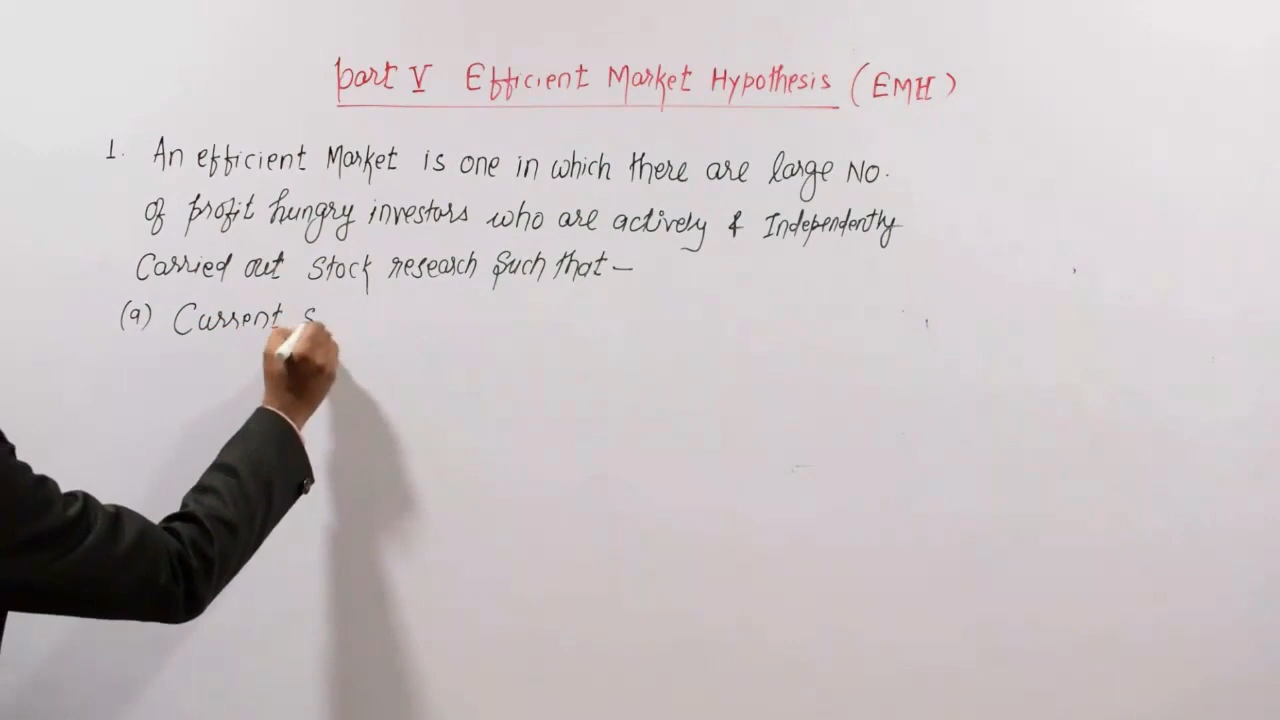 Part V Efficient Market Hypothesis (EMH)
1. An efficient Market is one in which there are large No.
of profit hungry investors who are actively & Independently
Carried out Stock research Such that –
(a) Current S